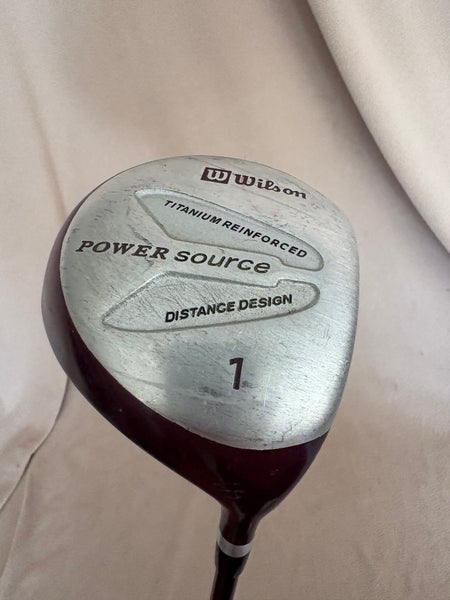 W Wilson
TITANIUM REINFORCED
POWER source
DISTANCE DESIGN
1